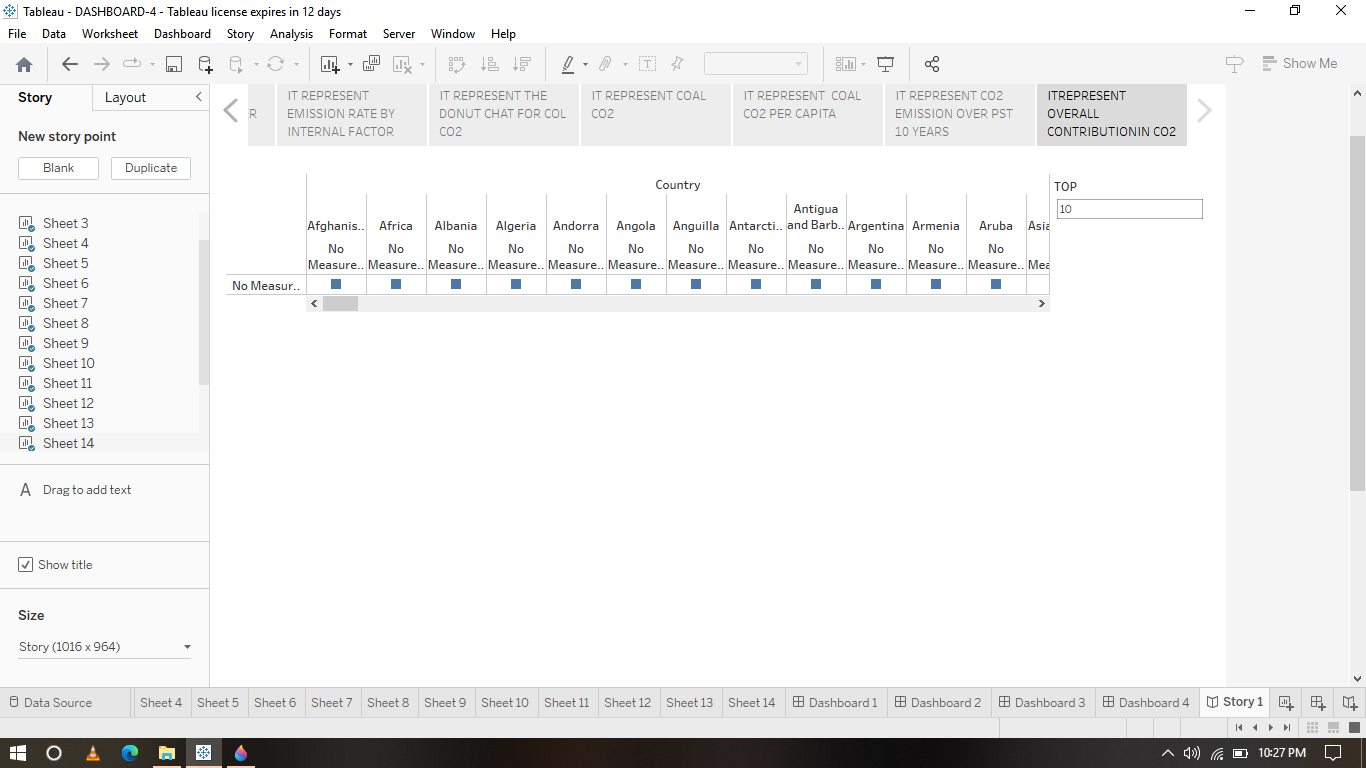 Tableau - DASHBOARD-4 - Tableau license expires in 12 days
File Data Worksheet Dashboard Story Analysis Format Server Window Help
Show Me
Story Layout
New story point
Blank Duplicate
Sheet 3
Sheet 4
Sheet 5
Sheet 6
Sheet 7
Sheet 8
Sheet 9
Sheet 10
Sheet 11
Sheet 12
Sheet 13
Sheet 14
A Drag to add text
Show title
Size
Story (1016 x 964)
R
IT REPRESENT
EMISSION RATE BY
INTERNAL FACTOR
IT REPRESENT THE
DONUT CHAT FOR COL
CO2
IT REPRESENT COAL
CO2
IT REPRESENT COAL
CO2 PER CAPITA
IT REPRESENT CO2
EMISSION OVER PST
10 YEARS
ITREPRESENT
OVERALL
CONTRIBUTIONIN CO2
Country
Afghanis.. Africa Albania Algeria Andorra Angola Anguilla Antarcti.. Antigua and Barb.. Argentina Armenia Aruba Asia
No No No No No No No No No No No No
Measure.. Measure.. Measure.. Measure.. Measure.. Measure.. Measure.. Measure.. Measure.. Measure.. Measure.. Measure.. Mea
No Measur..
TOP
10
Data Source Sheet 4 Sheet 5 Sheet 6 Sheet 7 Sheet 8 Sheet 9 Sheet 10 Sheet 11 Sheet 12 Sheet 13 Sheet 14 Dashboard 1 Dashboard 2 Dashboard 3 Dashboard 4 Story 1
10:27 PM